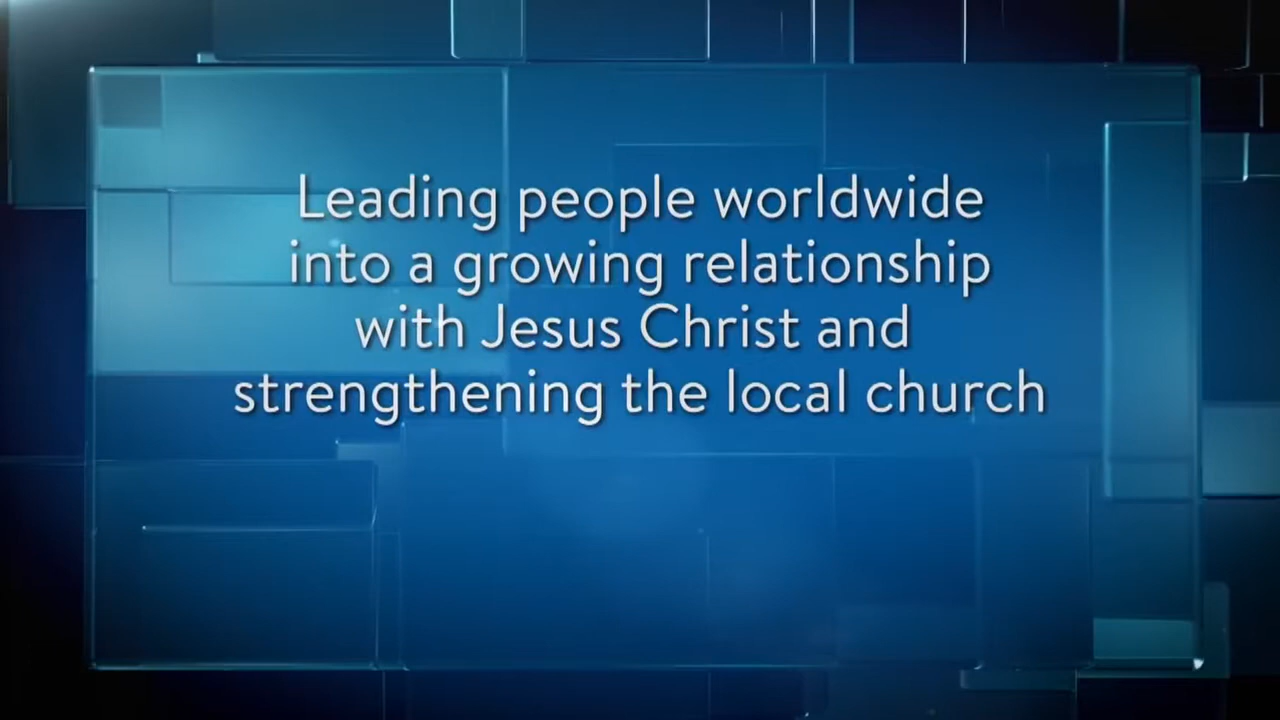 Leading people worldwide
into a growing relationship
with Jesus Christ and
strengthening the local church